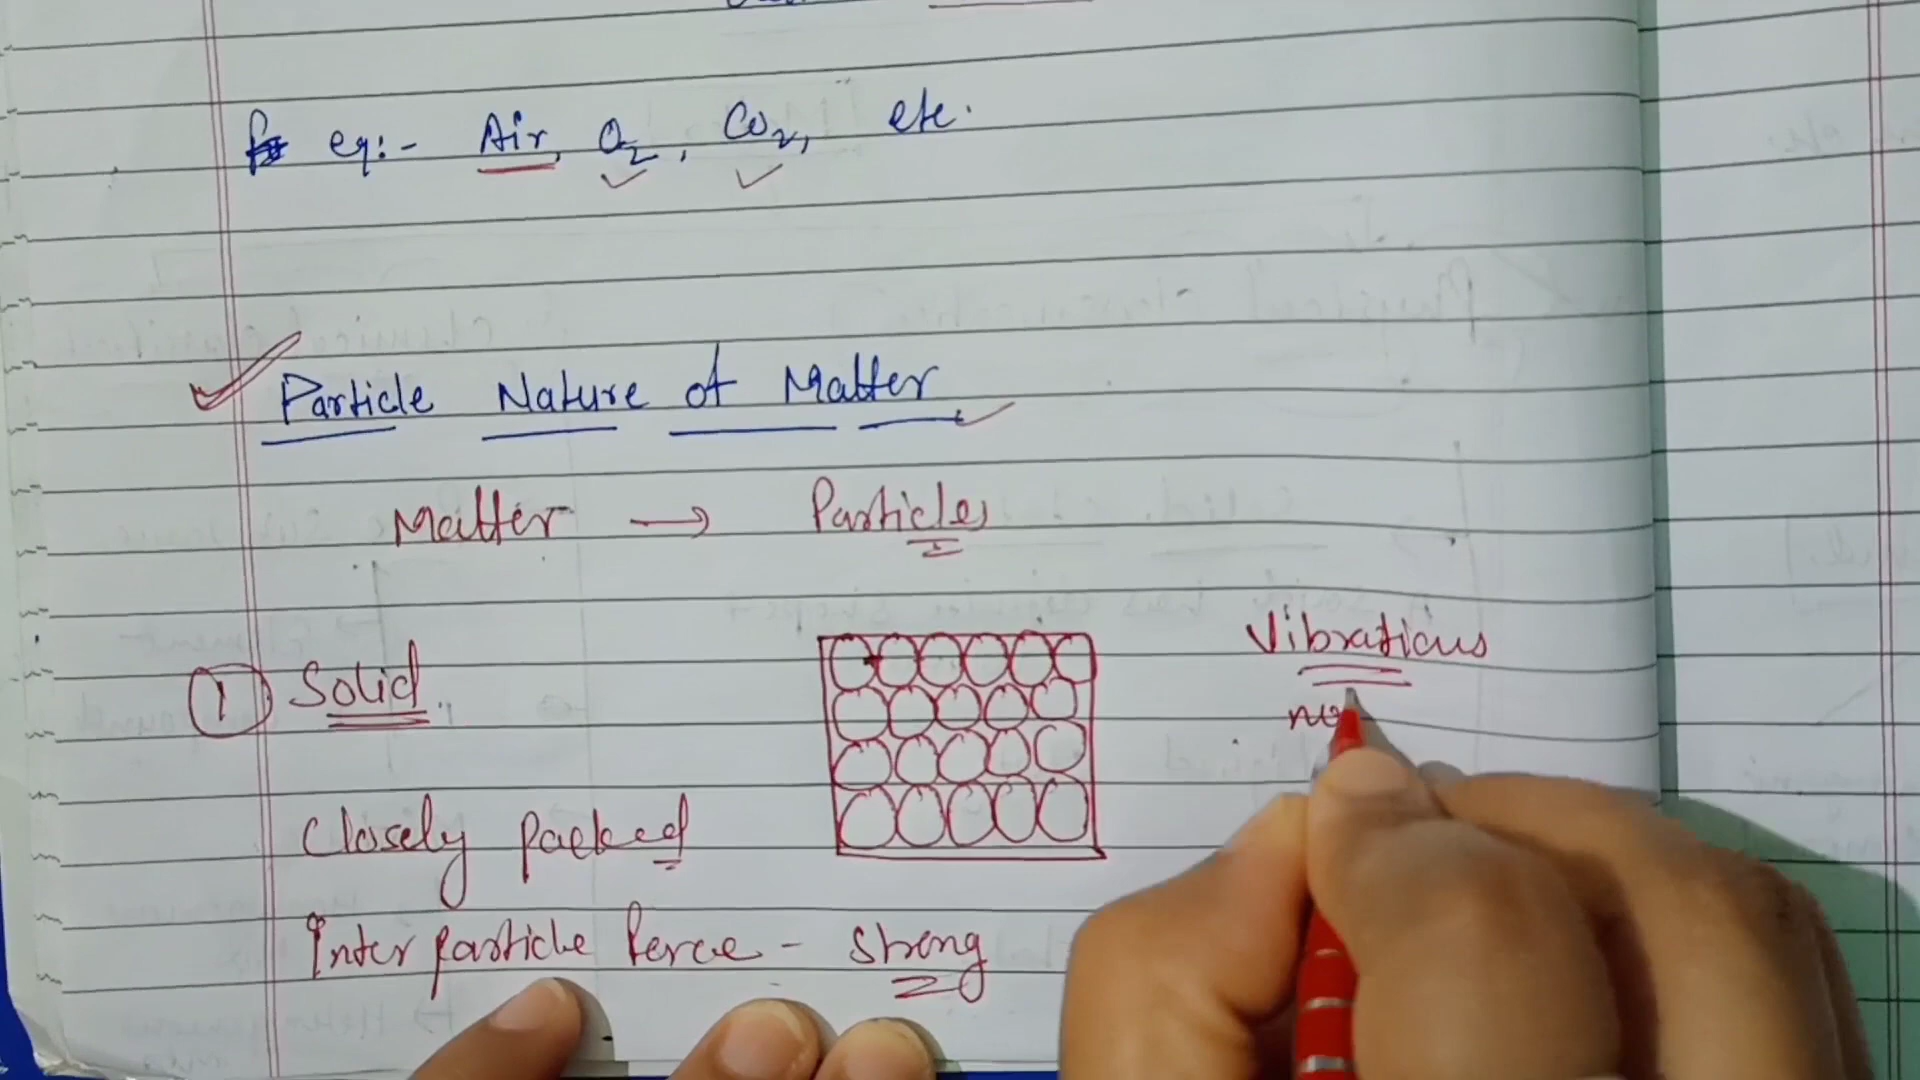 eg:- Air, O₂, CO₂, etc.
Particle Nature of Matter
Matter → Particles
① Solid
Vibrations
no
Closely packed
Inter particle force - strong